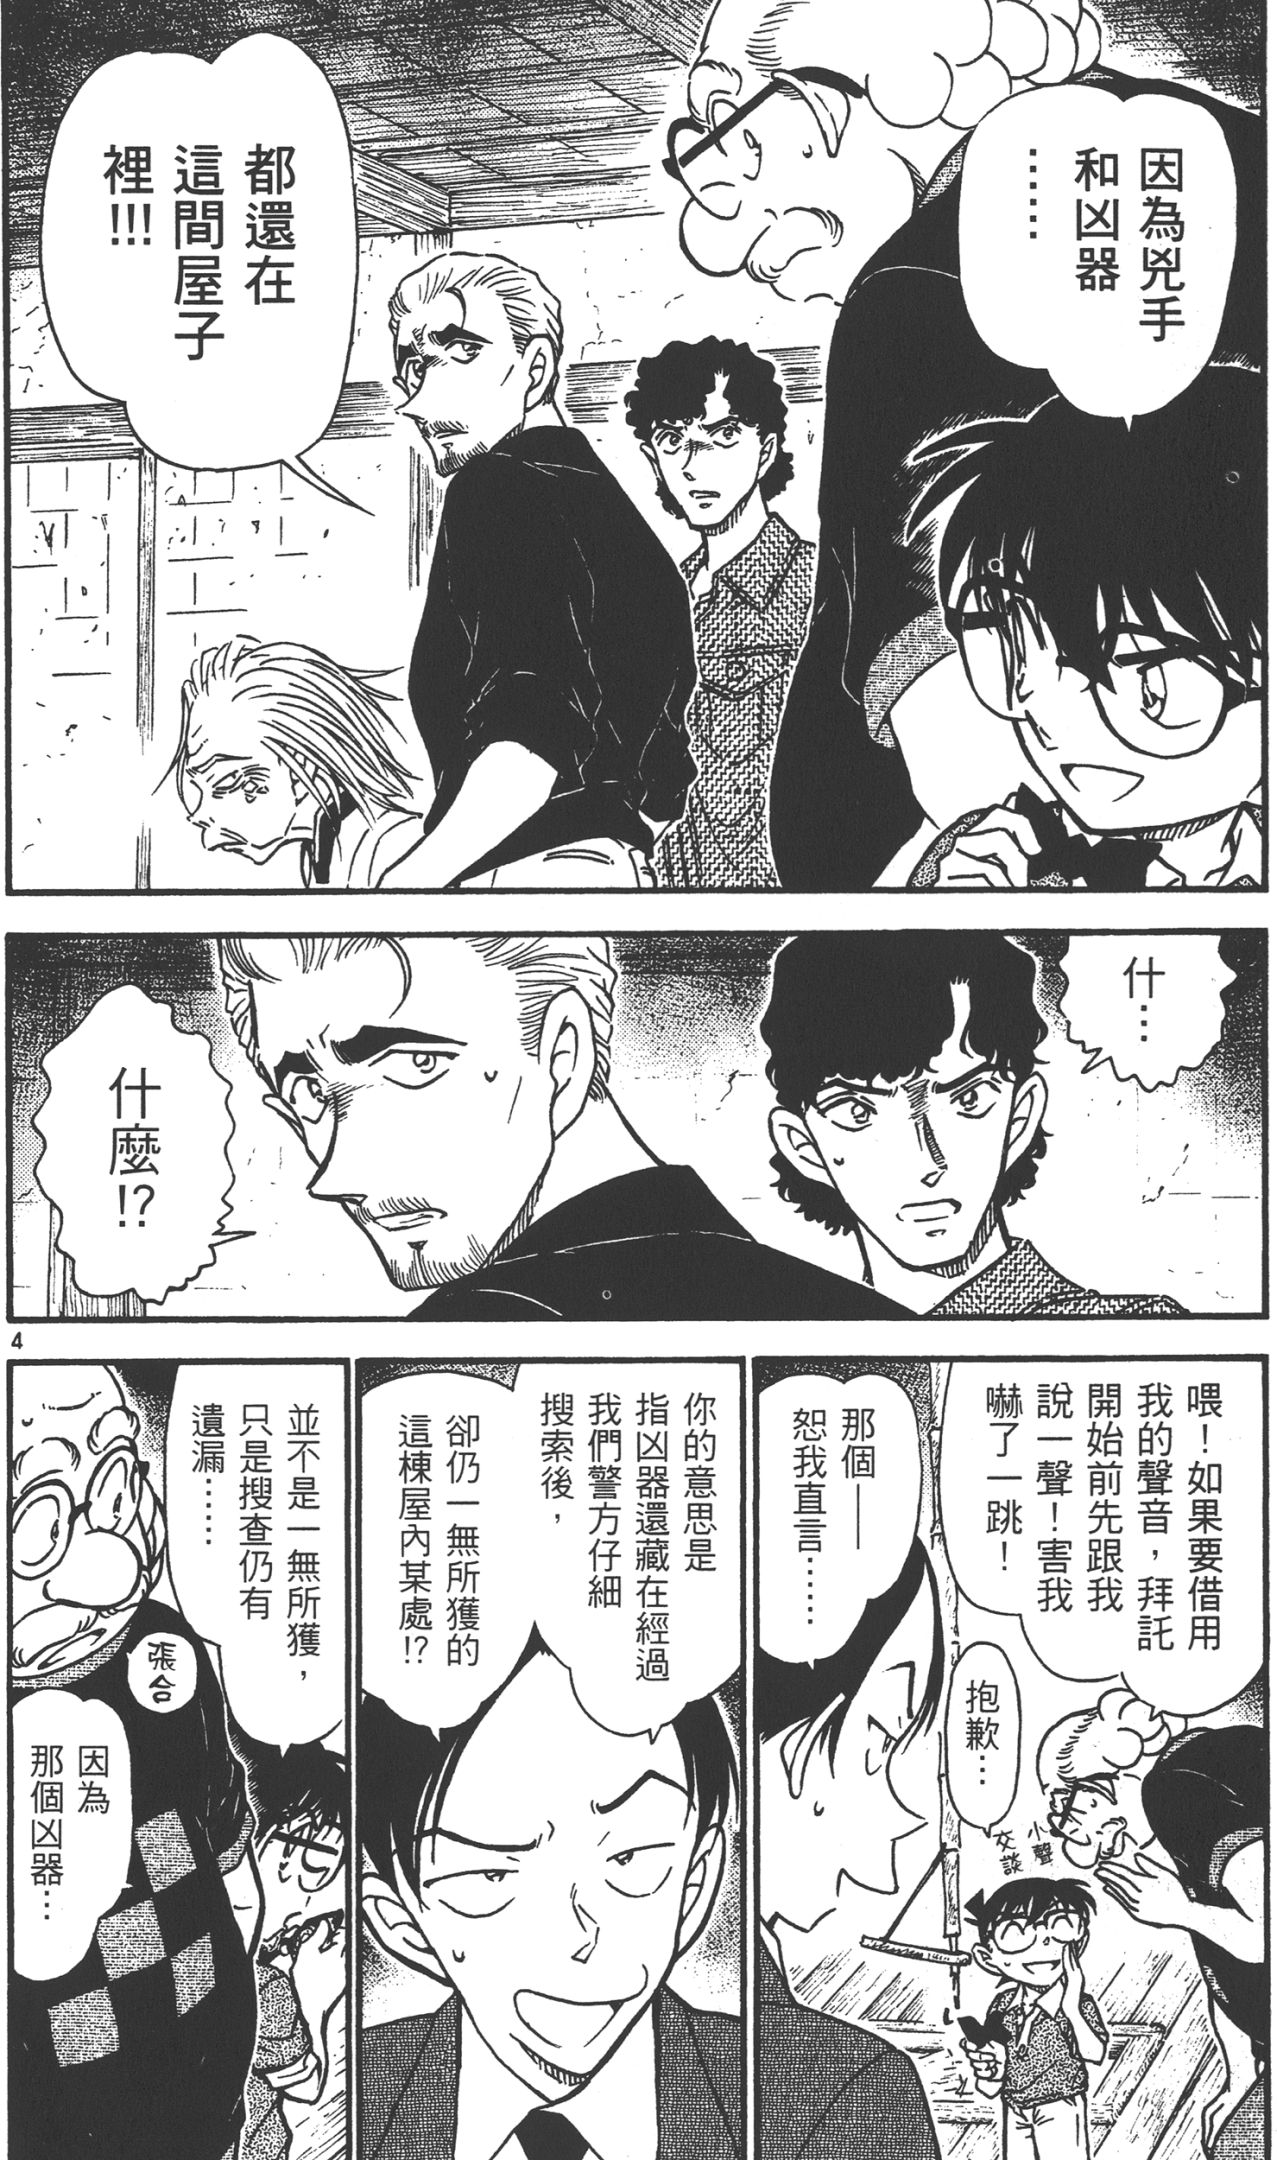 因為兇手
和凶器
……
都還在
這間屋子
裡!!!
什…
什麼!?
喂！如果要借用
我的聲音，拜託
開始前先跟我
說一聲！害我
嚇了一跳！
抱歉…
小聲
交談
那個──
恕我直言……
你的意思是
指凶器還藏在經過
我們警方仔細
搜索後，
卻仍一無所獲的
這棟屋內某處!?
並不是一無所獲，
只是搜查仍有
遺漏……
張合
因為
那個凶器…
4